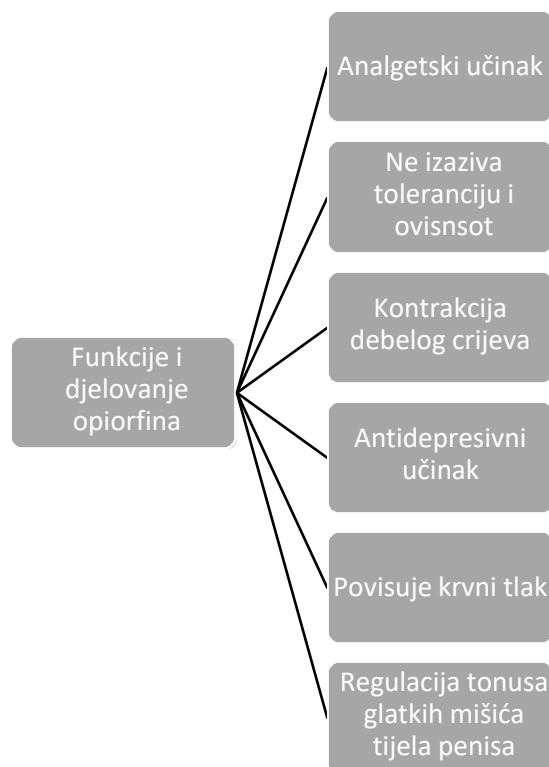 Funkcije i
djelovanje
opiorfina
Analgetski učinak
Ne izaziva
toleranciju i
ovisnsot
Kontrakcija
debelog crijeva
Antidepresivni
učinak
Povisuje krvni tlak
Regulacija tonusa
glatkih mišića
tijela penisa